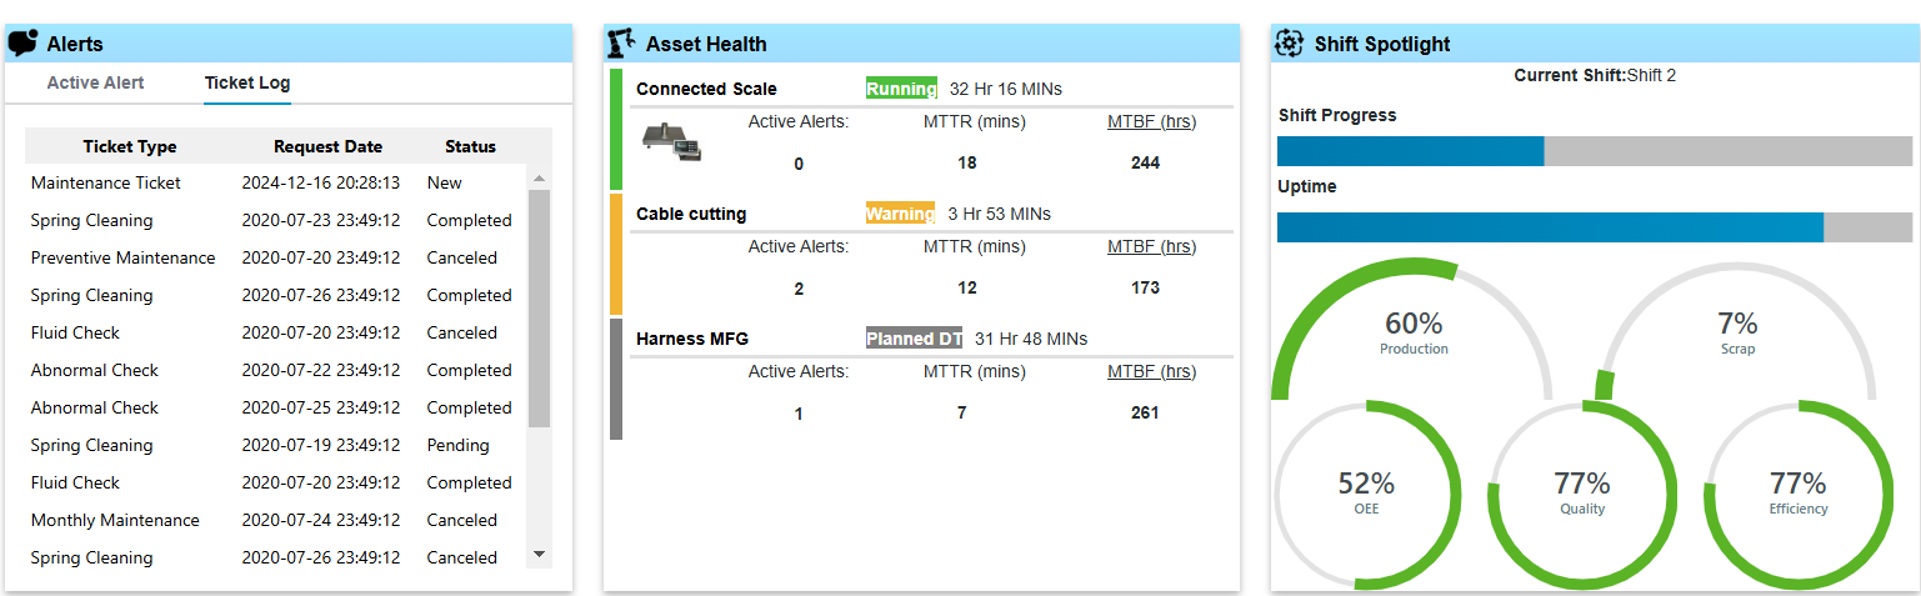 Alerts
Active Alert Ticket Log
Ticket Type Request Date Status
Maintenance Ticket 2024-12-16 20:28:13 New
Spring Cleaning 2020-07-23 23:49:12 Completed
Preventive Maintenance 2020-07-20 23:49:12 Canceled
Spring Cleaning 2020-07-26 23:49:12 Completed
Fluid Check 2020-07-20 23:49:12 Canceled
Abnormal Check 2020-07-22 23:49:12 Completed
Abnormal Check 2020-07-25 23:49:12 Completed
Spring Cleaning 2020-07-19 23:49:12 Pending
Fluid Check 2020-07-20 23:49:12 Completed
Monthly Maintenance 2020-07-24 23:49:12 Canceled
Spring Cleaning 2020-07-26 23:49:12 Canceled
Asset Health
Connected Scale Running 32 Hr 16 MINs
Active Alerts: MTTR (mins) MTBF (hrs)
0 18 244
Cable cutting Warning 3 Hr 53 MINs
Active Alerts: MTTR (mins) MTBF (hrs)
2 12 173
Harness MFG Planned DT 31 Hr 48 MINs
Active Alerts: MTTR (mins) MTBF (hrs)
1 7 261
Shift Spotlight
Current Shift:Shift 2
Shift Progress
Uptime
60% 7%
Production Scrap
52% 77% 77%
OEE Quality Efficiency